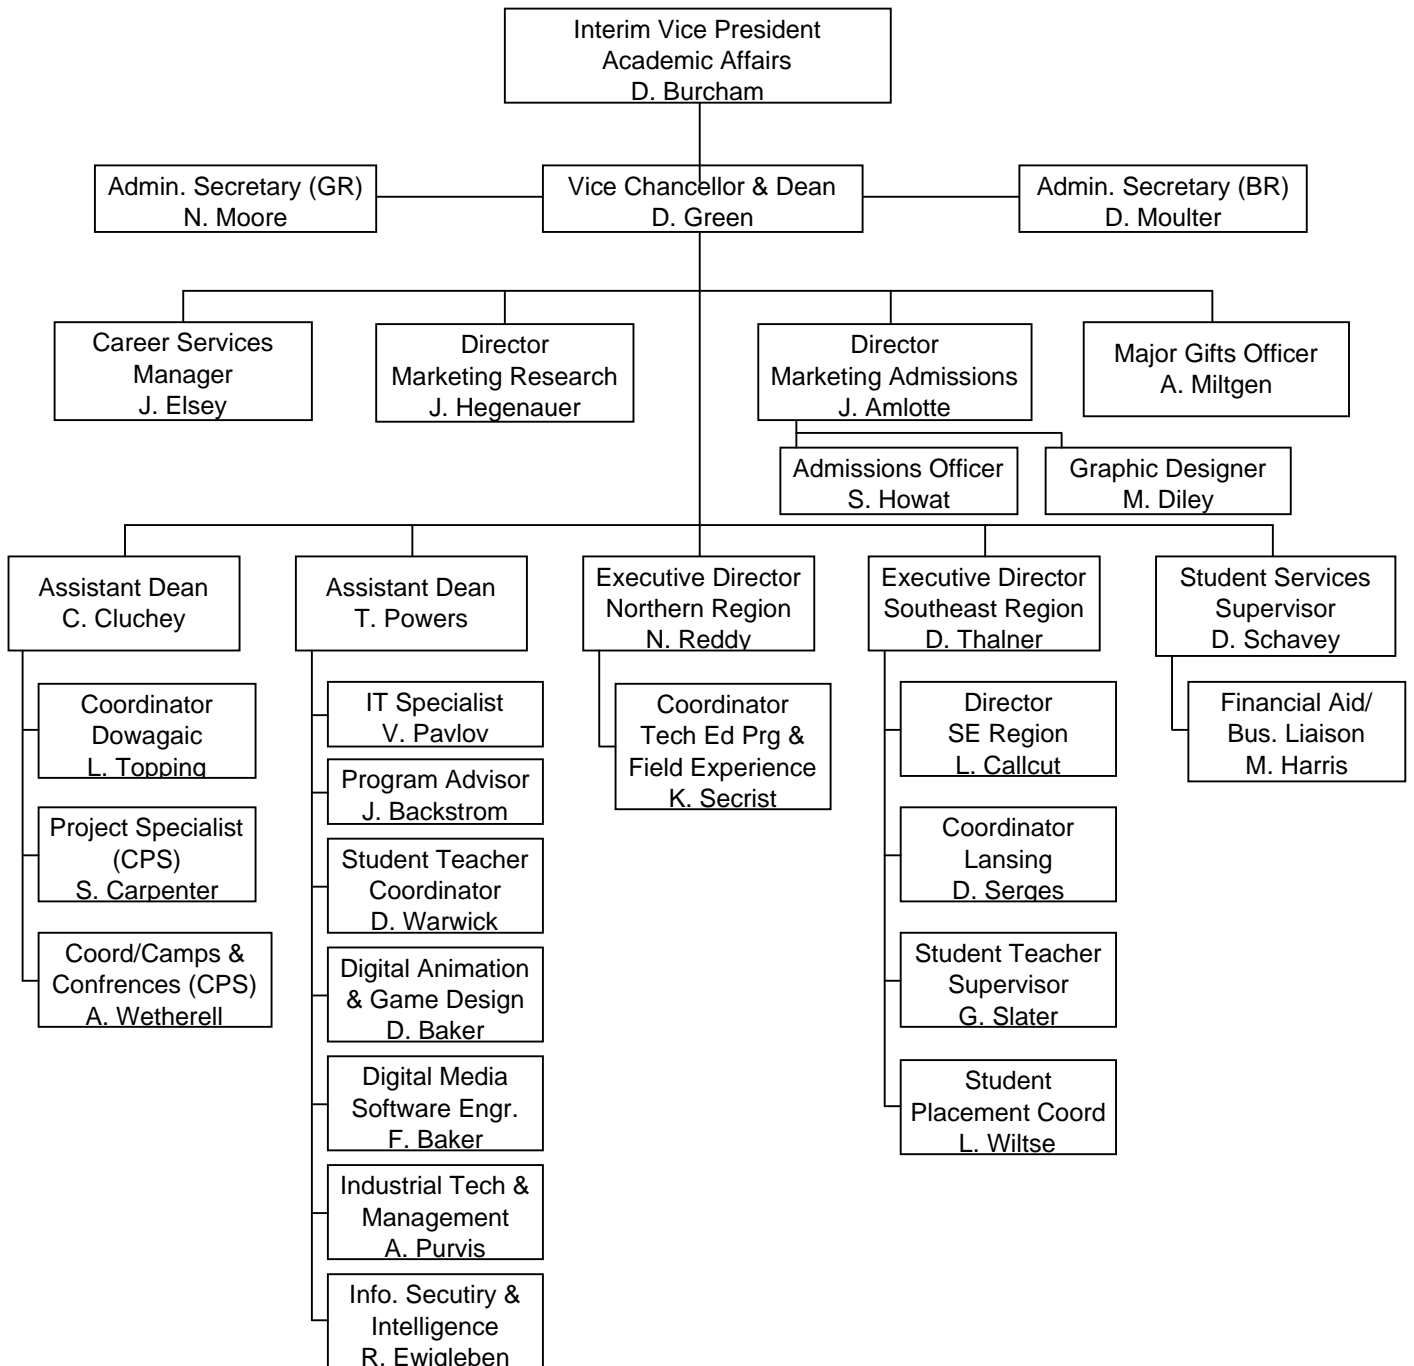 Interim Vice President
Academic Affairs
D. Burcham
Admin. Secretary (GR)
N. Moore
Vice Chancellor & Dean
D. Green
Admin. Secretary (BR)
D. Moulter
Career Services
Manager
J. Elsey
Director
Marketing Research
J. Hegenauer
Director
Marketing Admissions
J. Amlotte
Major Gifts Officer
A. Miltgen
Admissions Officer
S. Howat
Graphic Designer
M. Diley
Assistant Dean
C. Cluchey
Assistant Dean
T. Powers
Executive Director
Northern Region
N. Reddy
Executive Director
Southeast Region
D. Thalner
Student Services
Supervisor
D. Schavey
Coordinator
Dowagaic
L. Topping
Project Specialist
(CPS)
S. Carpenter
Coord/Camps &
Confrences (CPS)
A. Wetherell
IT Specialist
V. Pavlov
Program Advisor
J. Backstrom
Student Teacher
Coordinator
D. Warwick
Digital Animation
& Game Design
D. Baker
Digital Media
Software Engr.
F. Baker
Industrial Tech &
Management
A. Purvis
Info. Secutiry &
Intelligence
R. Ewigleben
Coordinator
Tech Ed Prg &
Field Experience
K. Secrist
Director
SE Region
L. Callcut
Coordinator
Lansing
D. Serges
Student Teacher
Supervisor
G. Slater
Student
Placement Coord
L. Wiltse
Financial Aid/
Bus. Liaison
M. Harris